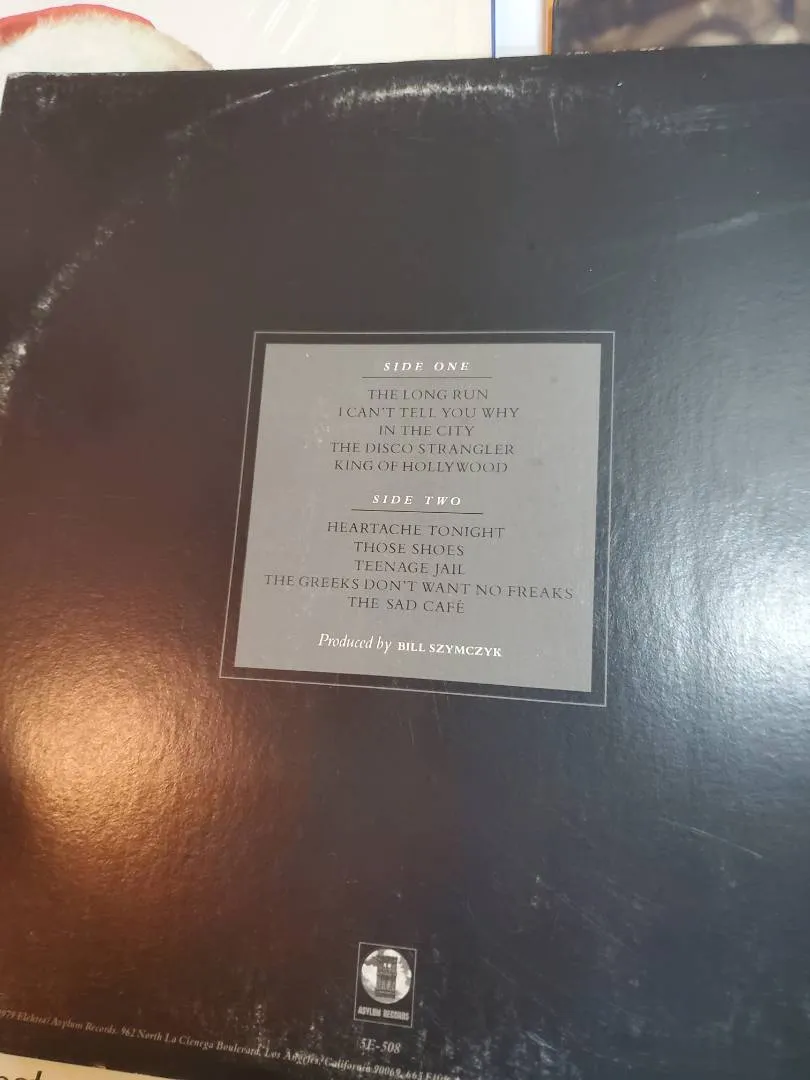 SIDE ONE
THE LONG RUN
I CAN'T TELL YOU WHY
IN THE CITY
THE DISCO STRANGLER
KING OF HOLLYWOOD
SIDE TWO
HEARTACHE TONIGHT
THOSE SHOES
TEENAGE JAIL
THE GREEKS DON'T WANT NO FREAKS
THE SAD CAFÉ
Produced by BILL SZYMCZYK
ASYLUM RECORDS
5E-508
Elektra/Asylum Records. 962 North La Cienega Boulevard, Los Angeles, California 90069, 665